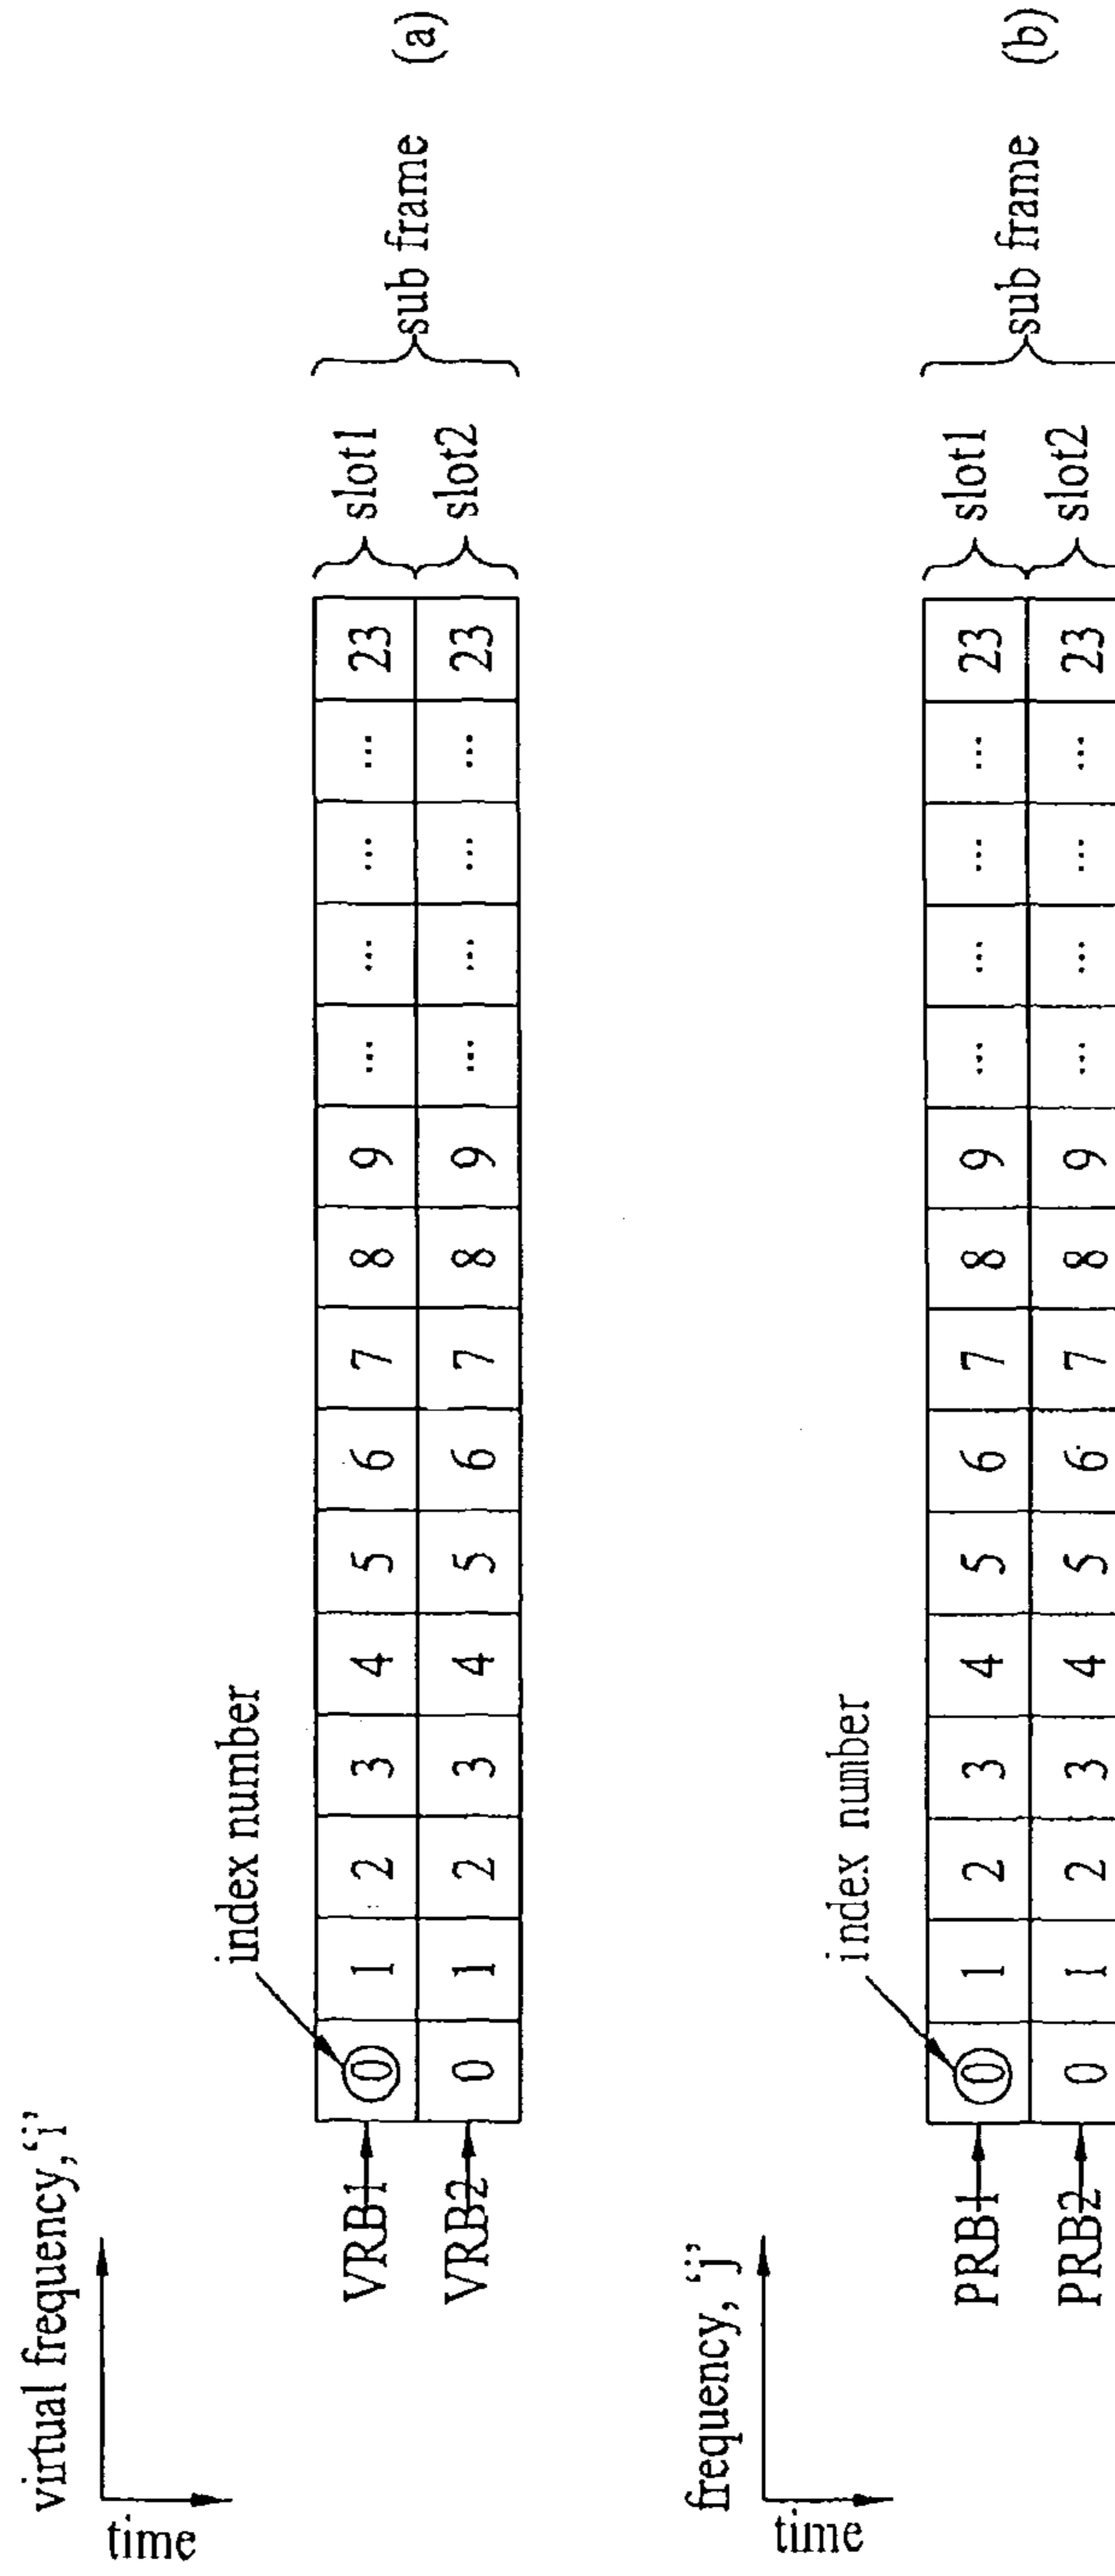 virtual frequency,‘i’
time
index number
VRB1 0 1 2 3 4 5 6 7 8 9 ... ... ... ... 23 slot1
VRB2 0 1 2 3 4 5 6 7 8 9 ... ... ... ... 23 slot2
sub frame (a)
frequency, ‘j’
time
index number
PRB1 0 1 2 3 4 5 6 7 8 9 ... ... ... ... 23 slot1
PRB2 0 1 2 3 4 5 6 7 8 9 ... ... ... ... 23 slot2
sub frame (b)